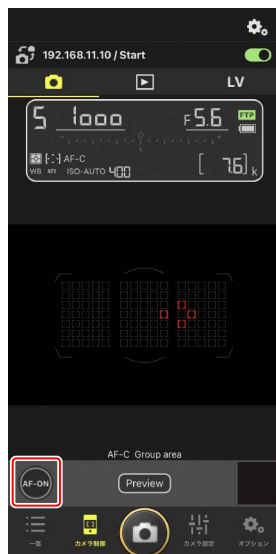 192.168.11.10 / Start
LV
S 1000 F5.6 FTP
AF-C
WB ISO-AUTO 400 [ 7.6] k
AF-C Group area
AF-ON
Preview
一覧 カメラ制御 カメラ設定 オプション